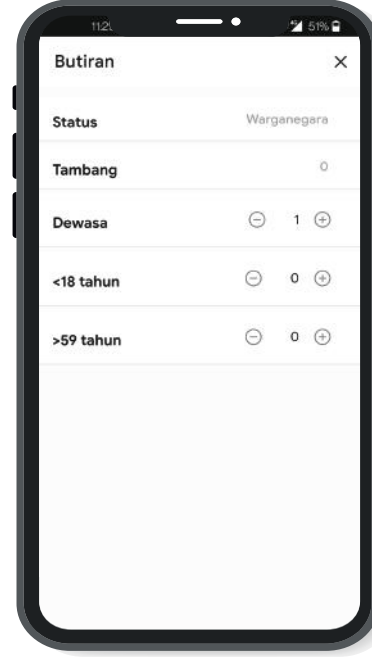 51%
Butiran ×
Status Warganegara
Tambang 0
Dewasa 1
<18 tahun 0
>59 tahun 0